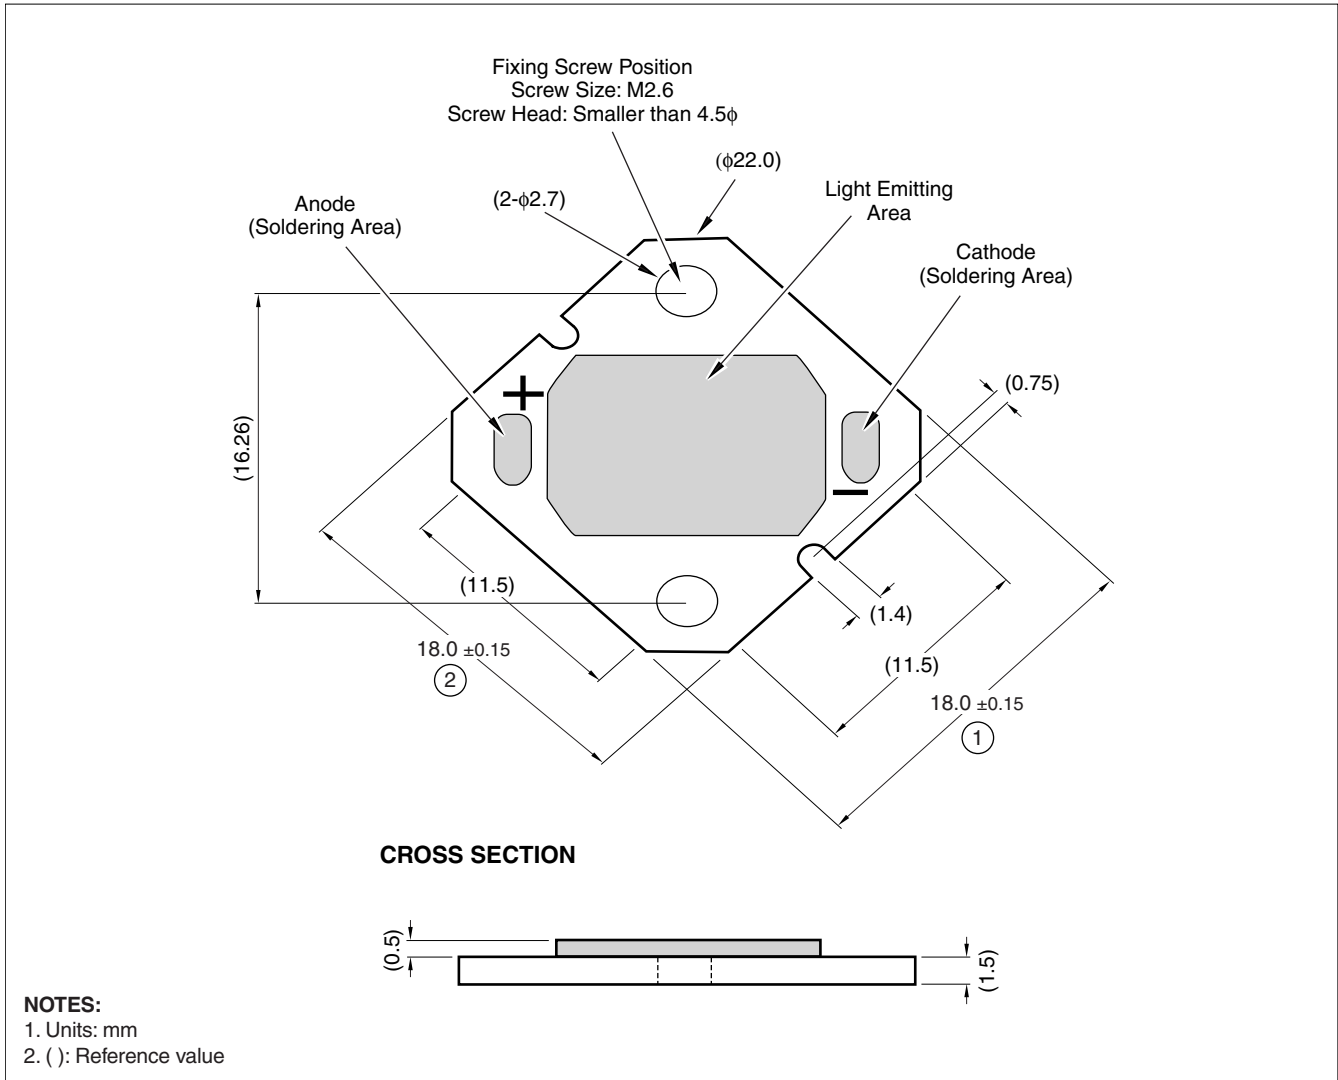 Fixing Screw Position
Screw Size: M2.6
Screw Head: Smaller than 4.5ϕ
(ϕ22.0)
Light Emitting
Area
(2-ϕ2.7)
Anode
(Soldering Area)
Cathode
(Soldering Area)
+
(0.75)
(16.26)
−
(11.5)
(1.4)
18.0 ±0.15
2
(11.5)
18.0 ±0.15
1
CROSS SECTION
(0.5)
(1.5)
NOTES:
1. Units: mm
2. ( ): Reference value